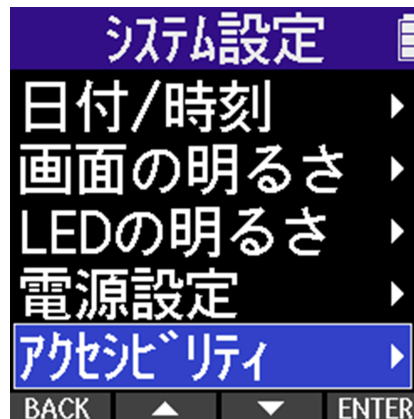 システム設定
日付/時刻
画面の明るさ
LEDの明るさ
電源設定
アクセシビリティ
BACK ENTER